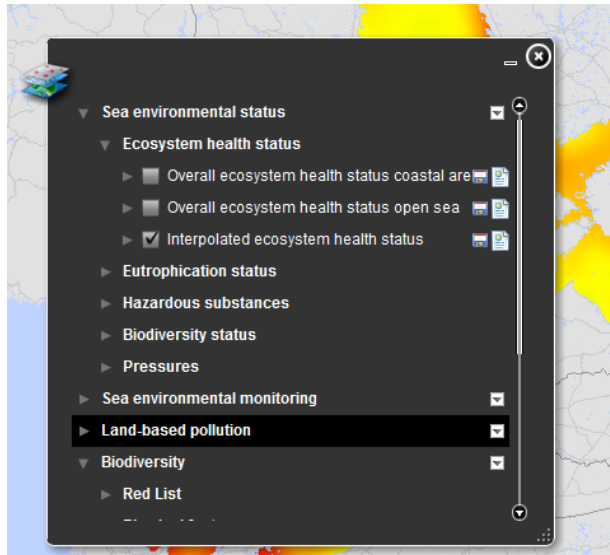 Sea environmental status
Ecosystem health status
Overall ecosystem health status coastal are
Overall ecosystem health status open sea
Interpolated ecosystem health status
Eutrophication status
Hazardous substances
Biodiversity status
Pressures
Sea environmental monitoring
Land-based pollution
Biodiversity
Red List